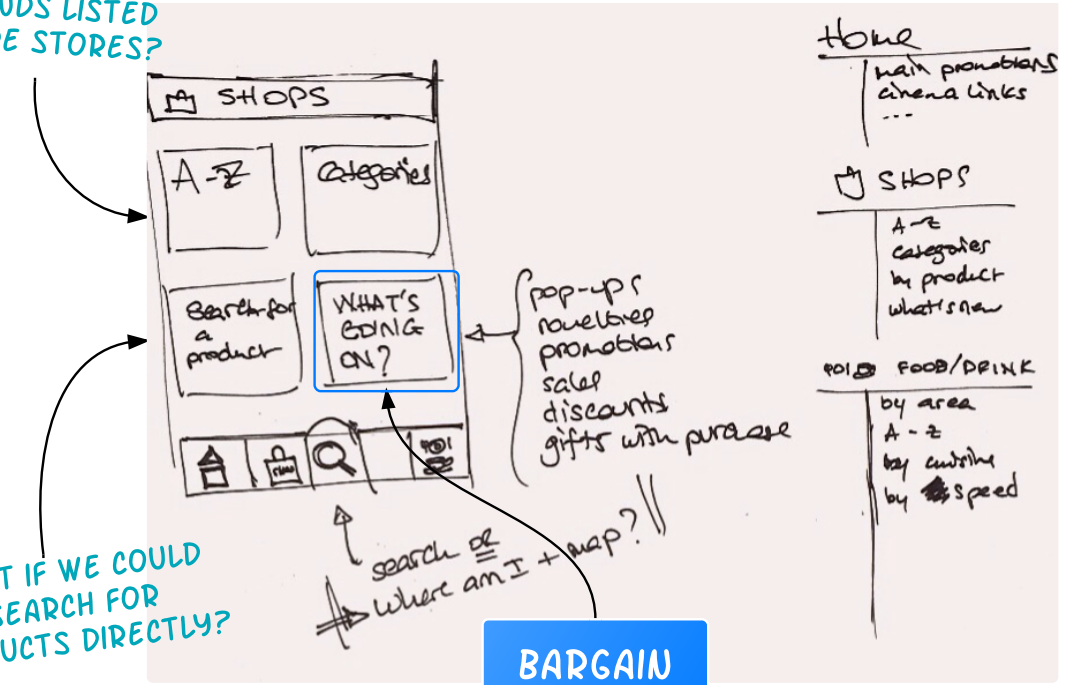 NDS LISTED
E STORES?
SHOPS
A-Z
categories
search for
a
product
WHAT'S
GOING
ON?
SHOP
pop-ups
novelties
promotions
sales
discounts
gifts with purchase
search OR
where am I + map?
T IF WE COULD
SEARCH FOR
UCTS DIRECTLY?
BARGAIN
Home
main promotions
cinema links
...
SHOPS
A-Z
categories
by product
what's new
FOOD/DRINK
by area
A-Z
by cuisine
by speed